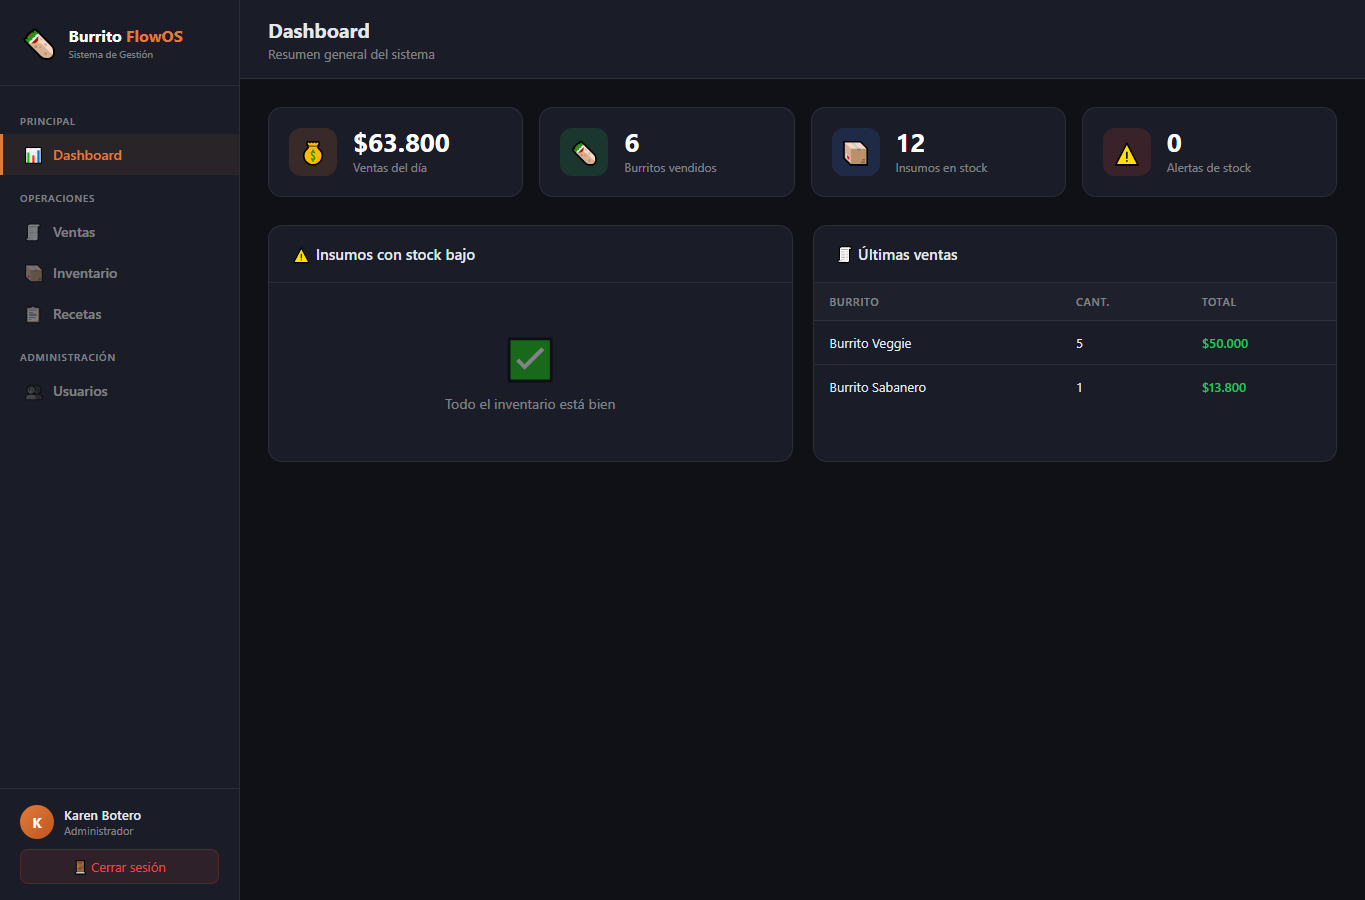 Burrito FlowOS
Sistema de Gestión
PRINCIPAL
Dashboard
OPERACIONES
Ventas
Inventario
Recetas
ADMINISTRACIÓN
Usuarios
K
Karen Botero
Administrador
Cerrar sesión
Dashboard
Resumen general del sistema
$63.800
Ventas del día
6
Burritos vendidos
12
Insumos en stock
0
Alertas de stock
Insumos con stock bajo
Todo el inventario está bien
Últimas ventas
BURRITO CANT. TOTAL
Burrito Veggie 5 $50.000
Burrito Sabanero 1 $13.800